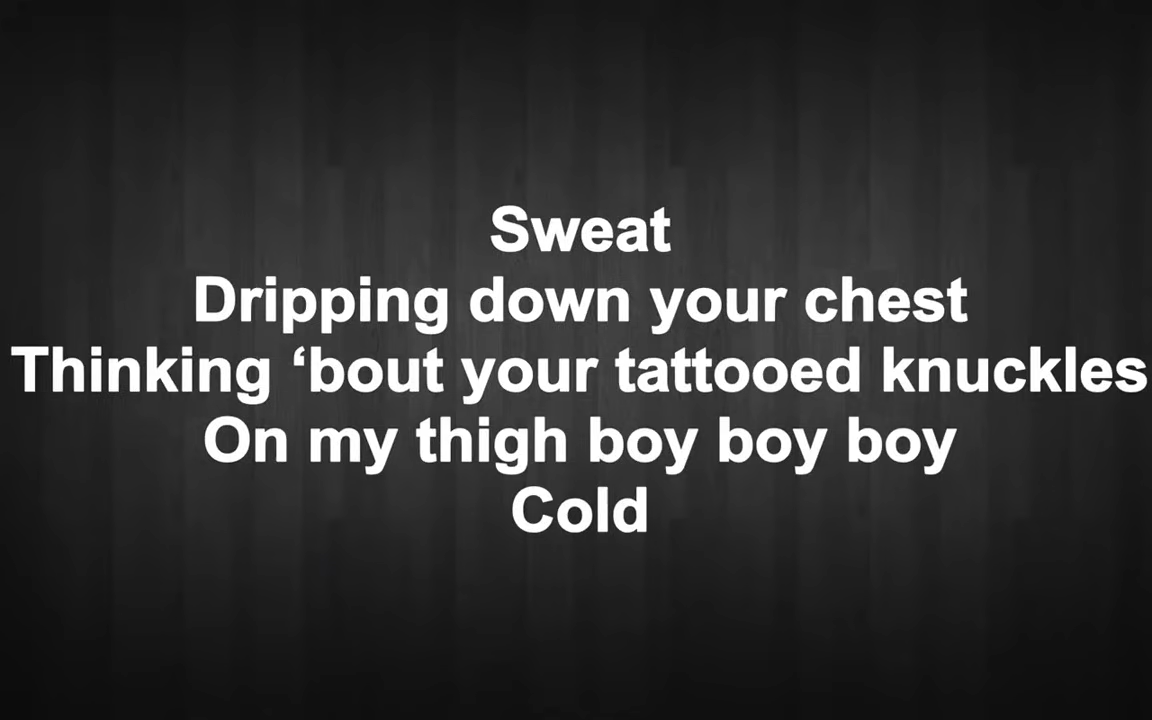 Sweat
Dripping down your chest
Thinking ‘bout your tattooed knuckles
On my thigh boy boy boy
Cold